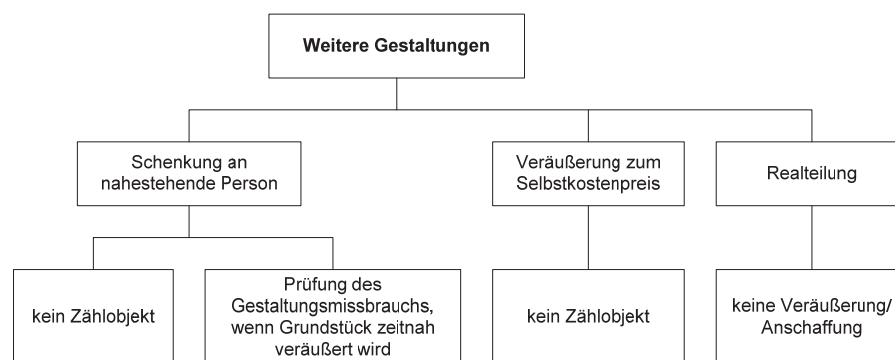 Weitere Gestaltungen
Schenkung an
nahestehende Person
Veräußerung zum
Selbstkostenpreis
Realteilung
kein Zählobjekt
Prüfung des
Gestaltungsmissbrauchs,
wenn Grundstück zeitnah
veräußert wird
kein Zählobjekt
keine Veräußerung/
Anschaffung